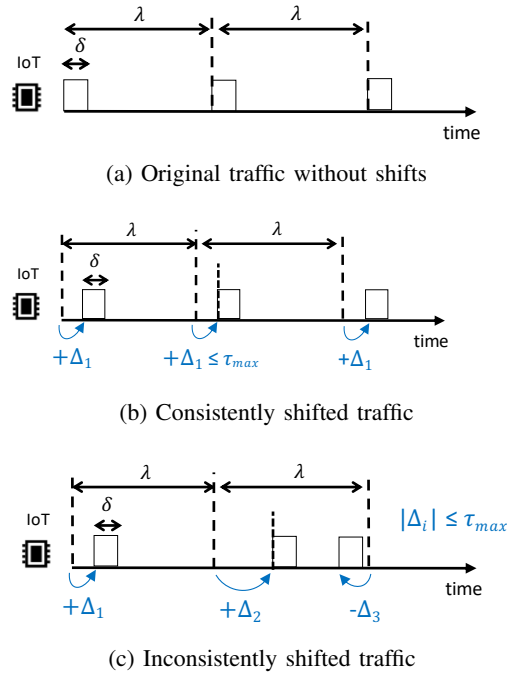 λ λ
δ
IoT
time
(a) Original traffic without shifts
λ λ
δ
IoT
time
+Δ₁ +Δ₁ ≤ τₘₐₓ +Δ₁
(b) Consistently shifted traffic
λ λ
δ
|Δᵢ| ≤ τₘₐₓ
IoT
time
+Δ₁ +Δ₂ -Δ₃
(c) Inconsistently shifted traffic